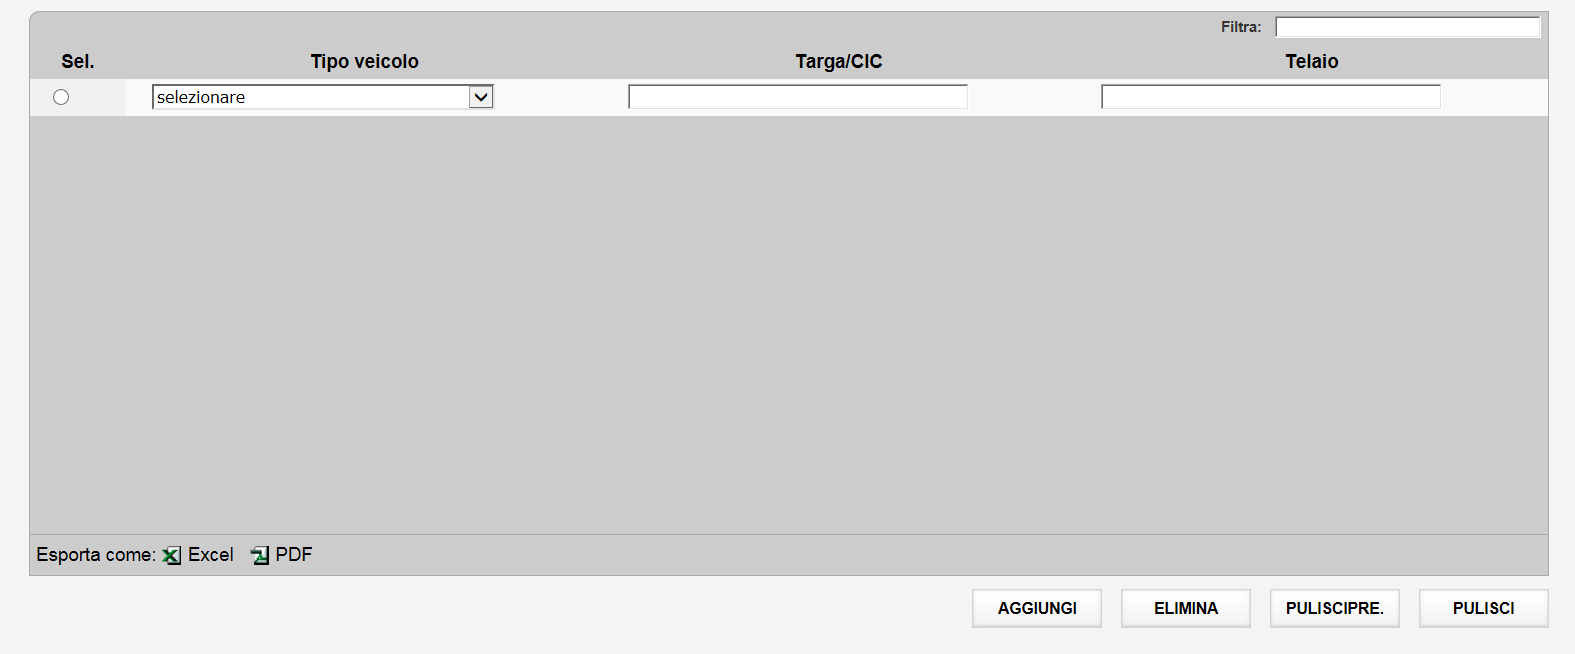 Filtra:
Sel. Tipo veicolo Targa/CIC Telaio
selezionare
Esporta come: Excel PDF
AGGIUNGI ELIMINA PULISCIPRE. PULISCI